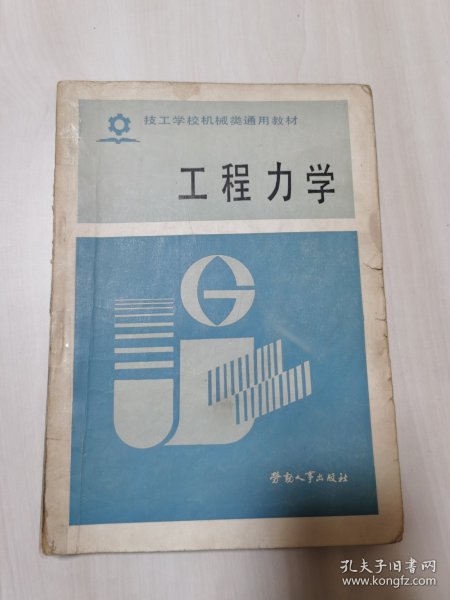 技工学校机械类通用教材
工程力学
G
劳动人事出版社
孔夫子旧书网
www.kongfz.com